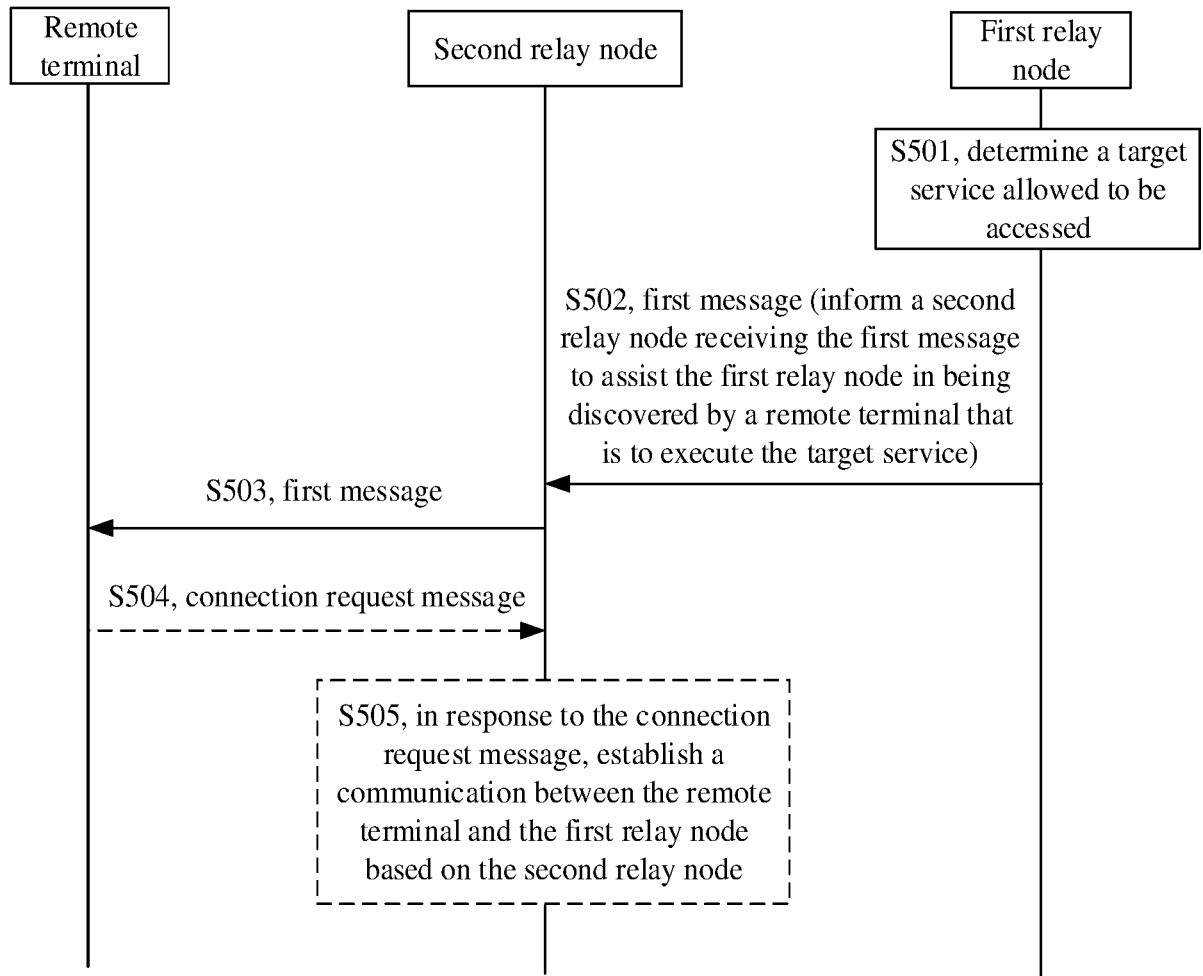 Remote
terminal
Second relay node
First relay
node
S501, determine a target
service allowed to be
accessed
S502, first message (inform a second
relay node receiving the first message
to assist the first relay node in being
discovered by a remote terminal that
is to execute the target service)
S503, first message
S504, connection request message
S505, in response to the connection
request message, establish a
communication between the remote
terminal and the first relay node
based on the second relay node